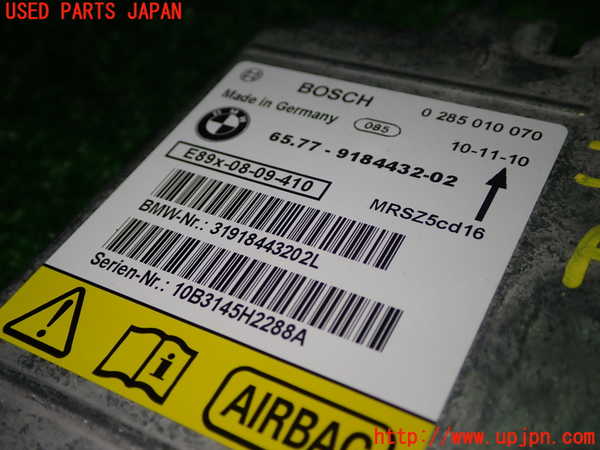 USED PARTS JAPAN
BOSCH
0 285 010 070
Made in Germany
085
10-11-10
BMW
65.77 - 9184432-02
E89x-08-09-410
MRSZ5cd16
BMW-Nr.: 31918443202L
Serien-Nr.: 10B3145H2288A
AIRBAG
http://www.upjpn.com/